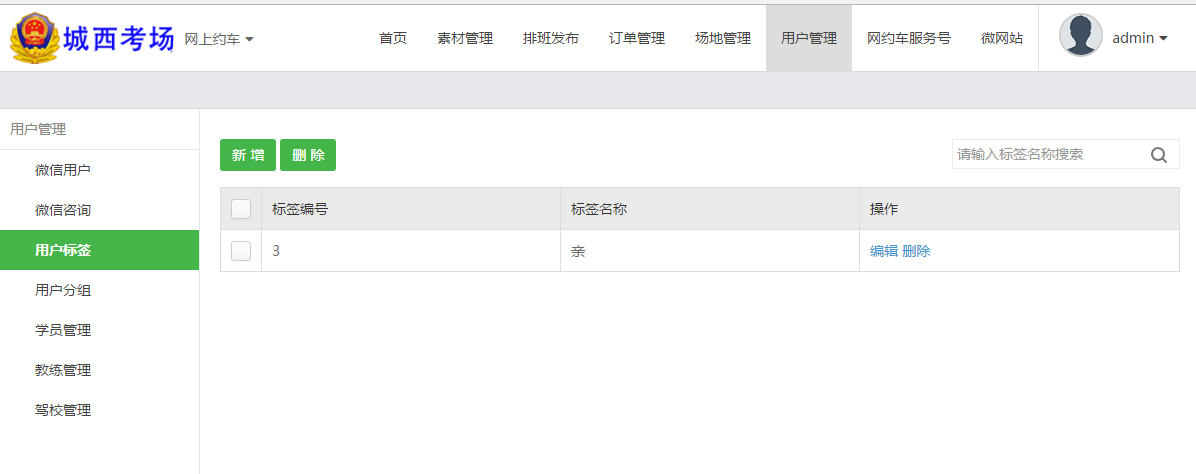 城西考场 网上约车 首页 素材管理 排班发布 订单管理 场地管理 用户管理 网约车服务号 微网站 admin
用户管理
微信用户
微信咨询
用户标签
用户分组
学员管理
教练管理
驾校管理
新 增 删 除 请输入标签名称搜索
标签编号 标签名称 操作
3 亲 编辑 删除